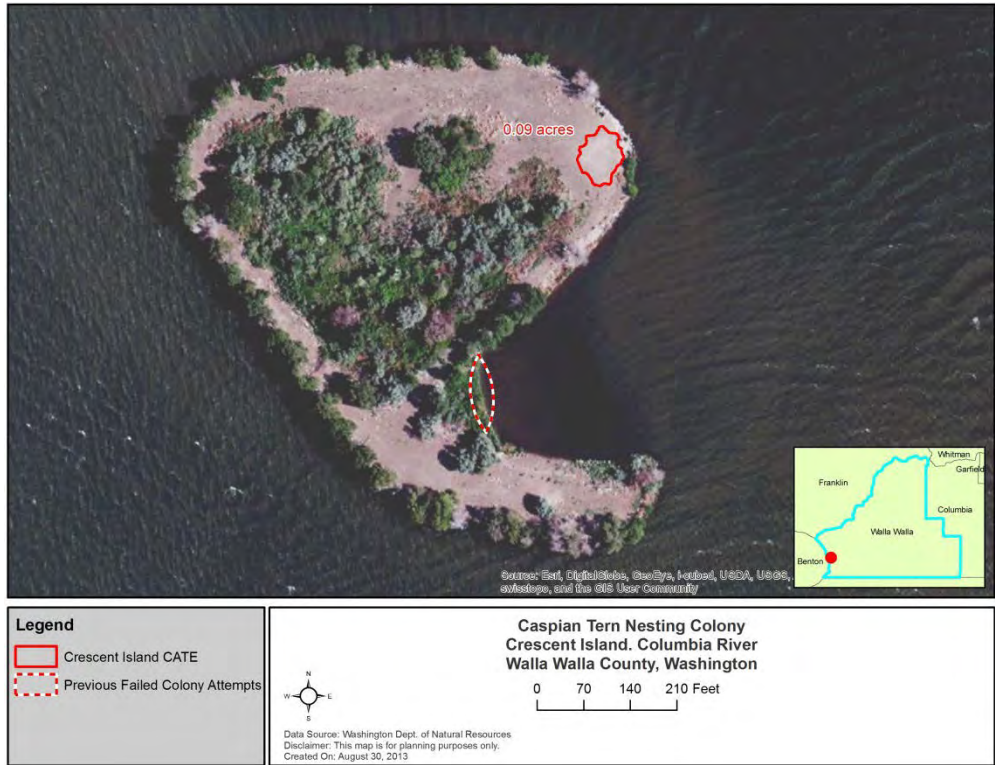 0.09 acres
Whitman
Garfield
Franklin
Columbia
Walla Walla
Benton
Source: Esri, DigitalGlobe, GeoEye, i-cubed, USDA, USGS,
swisstopo, and the GIS User Community
Legend
Crescent Island CATE
Previous Failed Colony Attempts
Caspian Tern Nesting Colony
Crescent Island. Columbia River
Walla Walla County, Washington
N
W E
S
0 70 140 210 Feet
Data Source: Washington Dept. of Natural Resources
Disclaimer: This map is for planning purposes only.
Created On: August 30, 2013